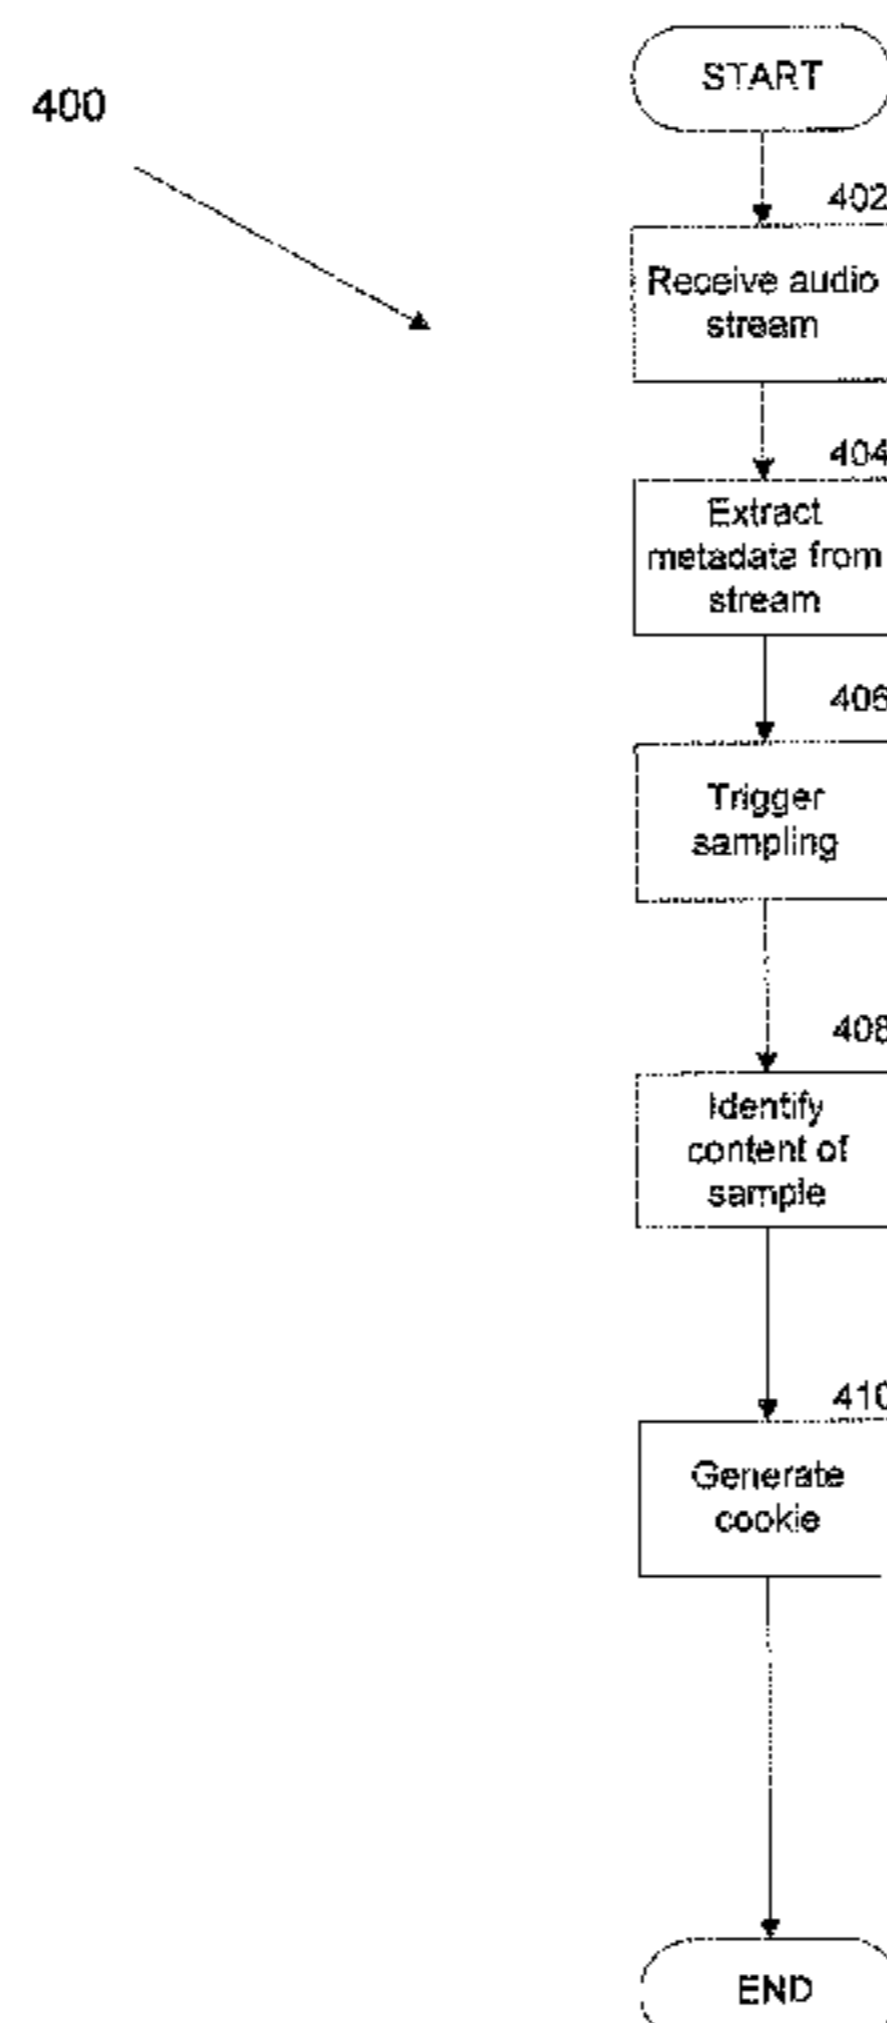 START
400
402
Receive audio
stream
404
Extract
metadata from
stream
406
Trigger
sampling
408
Identify
content of
sample
410
Generate
cookie
END